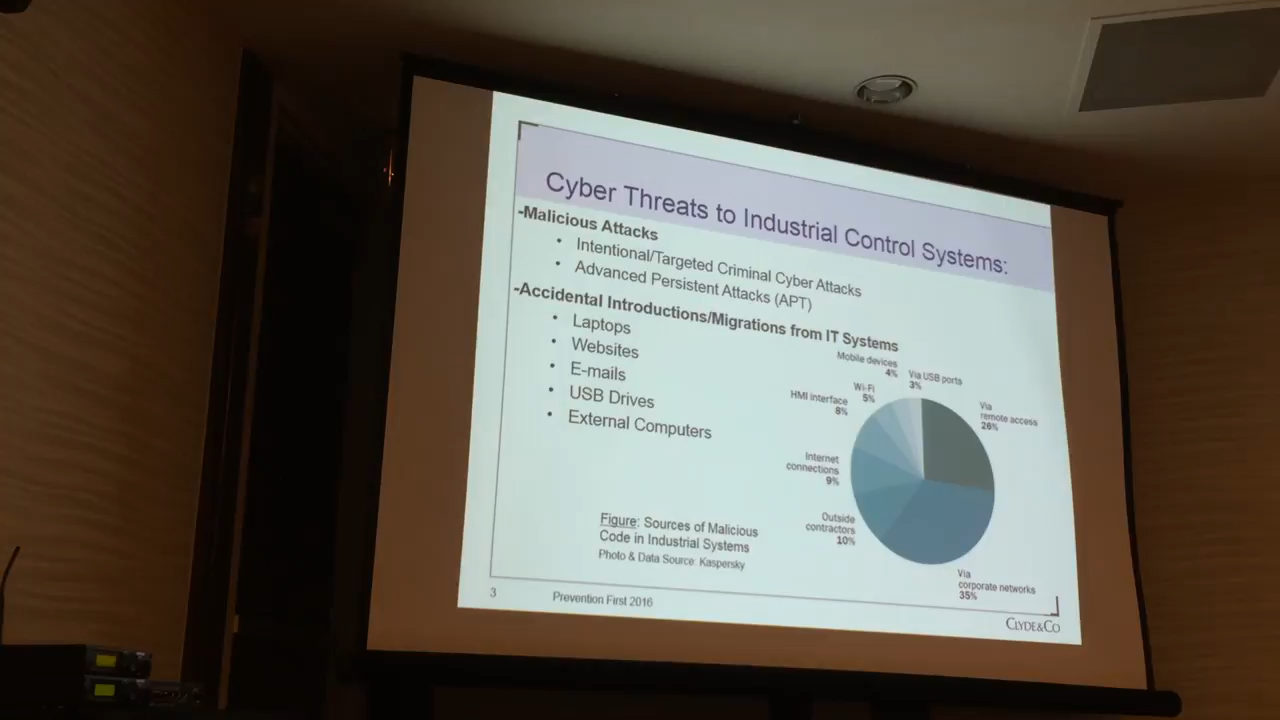 Cyber Threats to Industrial Control Systems:
-Malicious Attacks
• Intentional/Targeted Criminal Cyber Attacks
• Advanced Persistent Attacks (APT)
-Accidental Introductions/Migrations from IT Systems
• Laptops
• Websites
• E-mails
• USB Drives
• External Computers
Mobile devices
4%
Via USB ports
3%
Wi-Fi
5%
HMI interface
8%
Via
remote access
26%
Internet
connections
9%
Outside
contractors
10%
Via
corporate networks
35%
Figure: Sources of Malicious
Code in Industrial Systems
Photo & Data Source: Kaspersky
3
Prevention First 2016
CLYDE&CO